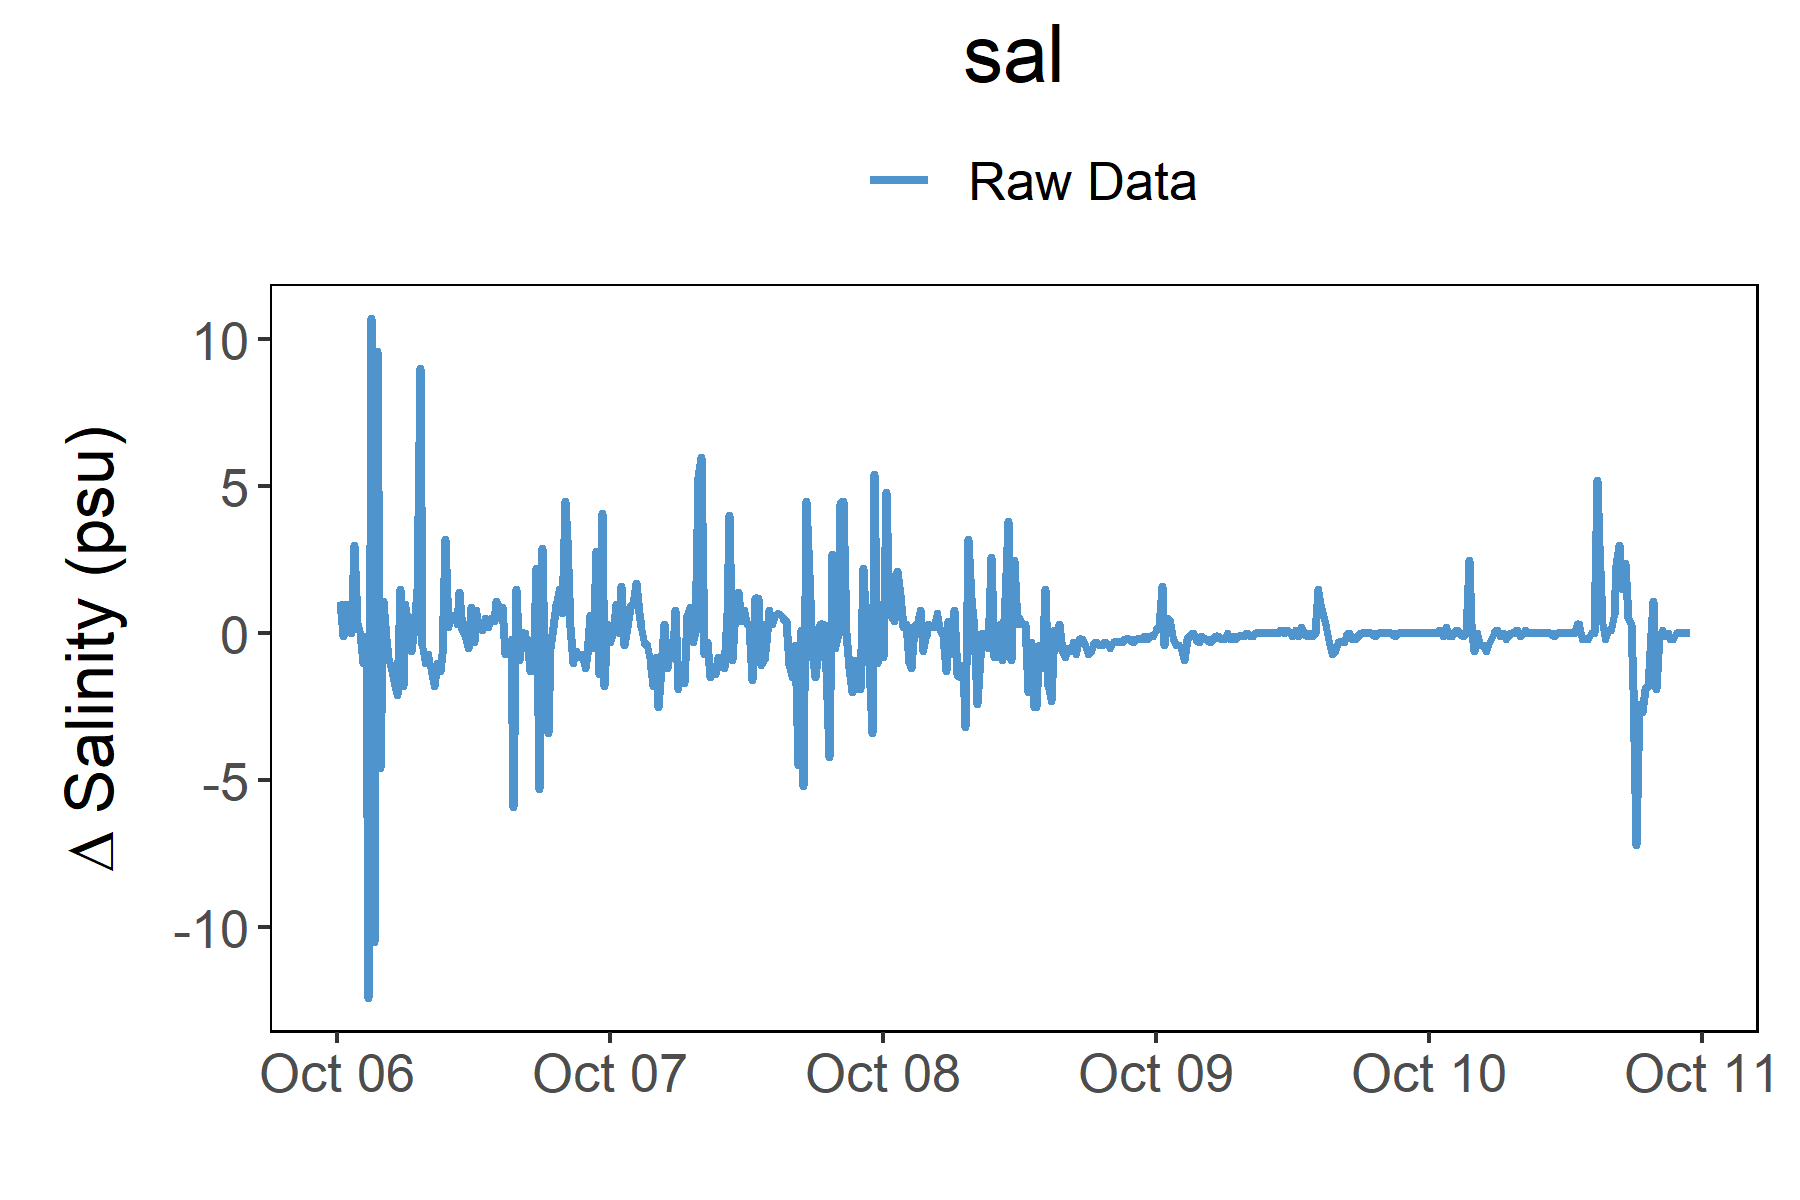 sal
Raw Data
Δ Salinity (psu)
10
5
0
-5
-10
Oct 06
Oct 07
Oct 08
Oct 09
Oct 10
Oct 11